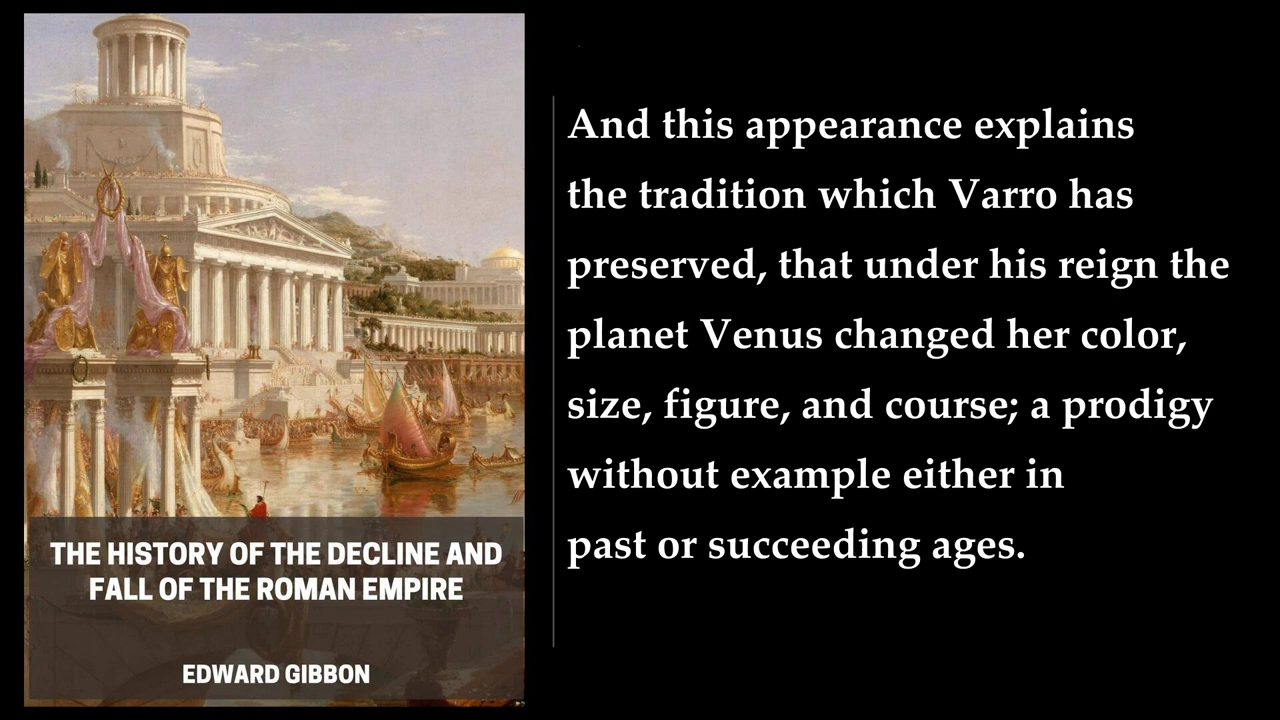 THE HISTORY OF THE DECLINE AND
FALL OF THE ROMAN EMPIRE
EDWARD GIBBON
And this appearance explains
the tradition which Varro has
preserved, that under his reign the
planet Venus changed her color,
size, figure, and course; a prodigy
without example either in
past or succeeding ages.